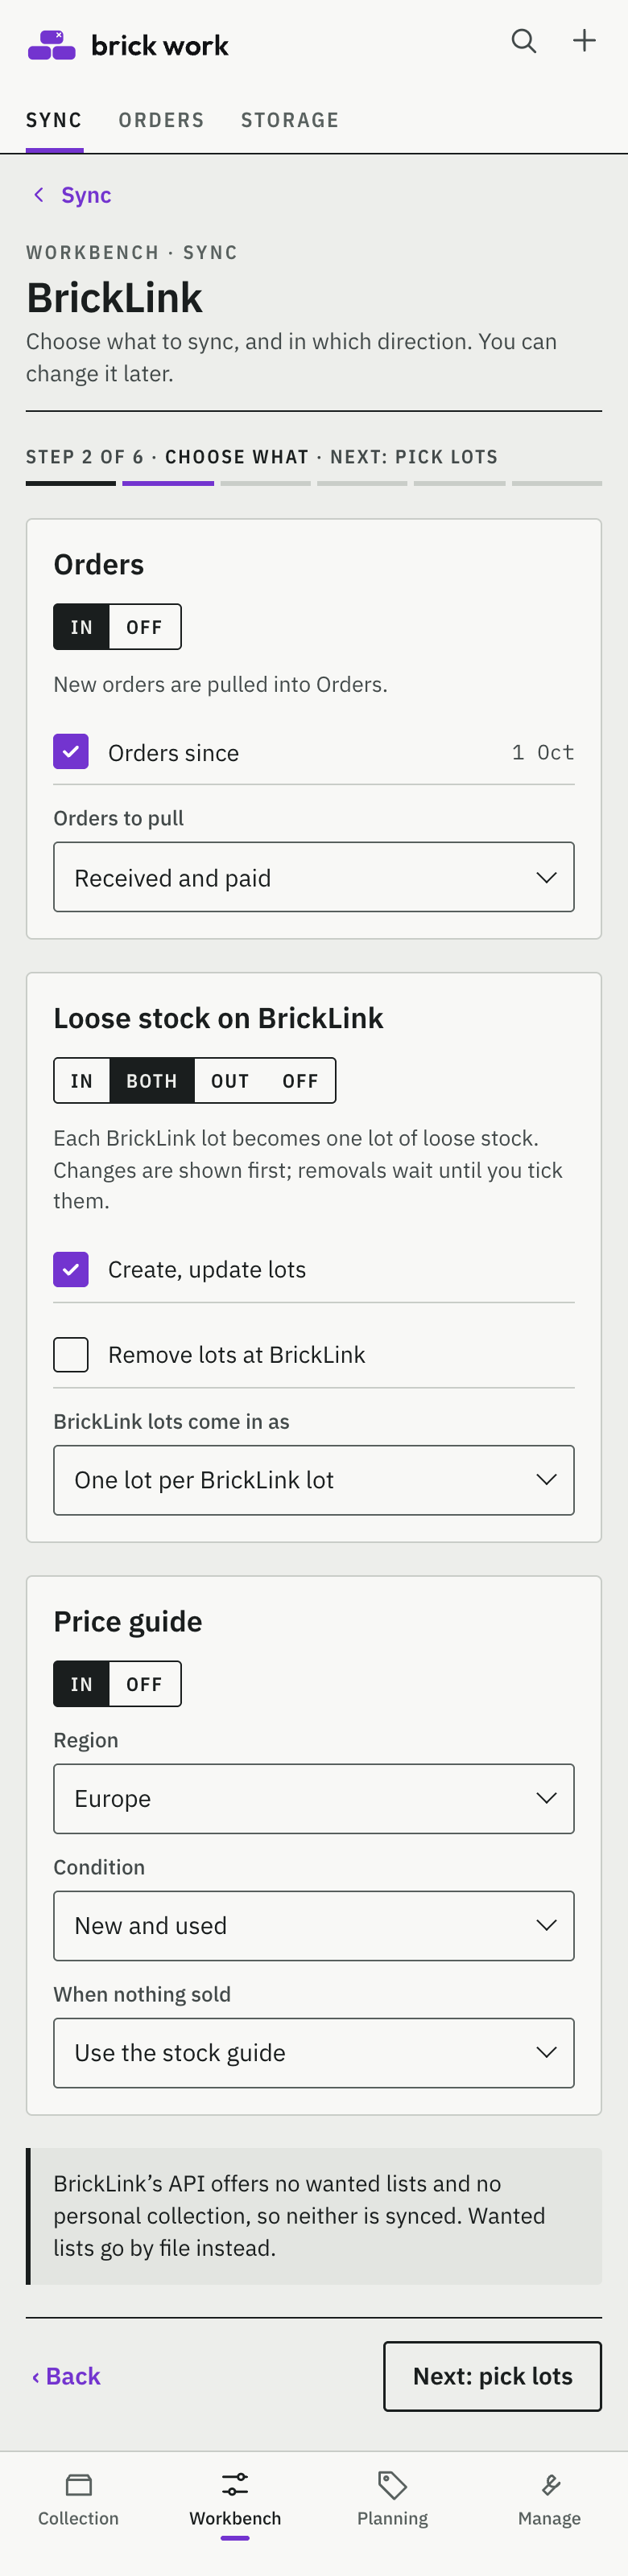 brick work
SYNC ORDERS STORAGE
Sync
WORKBENCH · SYNC
BrickLink
Choose what to sync, and in which direction. You can
change it later.
STEP 2 OF 6 · CHOOSE WHAT · NEXT: PICK LOTS
Orders
IN OFF
New orders are pulled into Orders.
Orders since 1 Oct
Orders to pull
Received and paid
Loose stock on BrickLink
IN BOTH OUT OFF
Each BrickLink lot becomes one lot of loose stock.
Changes are shown first; removals wait until you tick
them.
Create, update lots
Remove lots at BrickLink
BrickLink lots come in as
One lot per BrickLink lot
Price guide
IN OFF
Region
Europe
Condition
New and used
When nothing sold
Use the stock guide
BrickLink’s API offers no wanted lists and no
personal collection, so neither is synced. Wanted
lists go by file instead.
‹ Back Next: pick lots
Collection Workbench Planning Manage